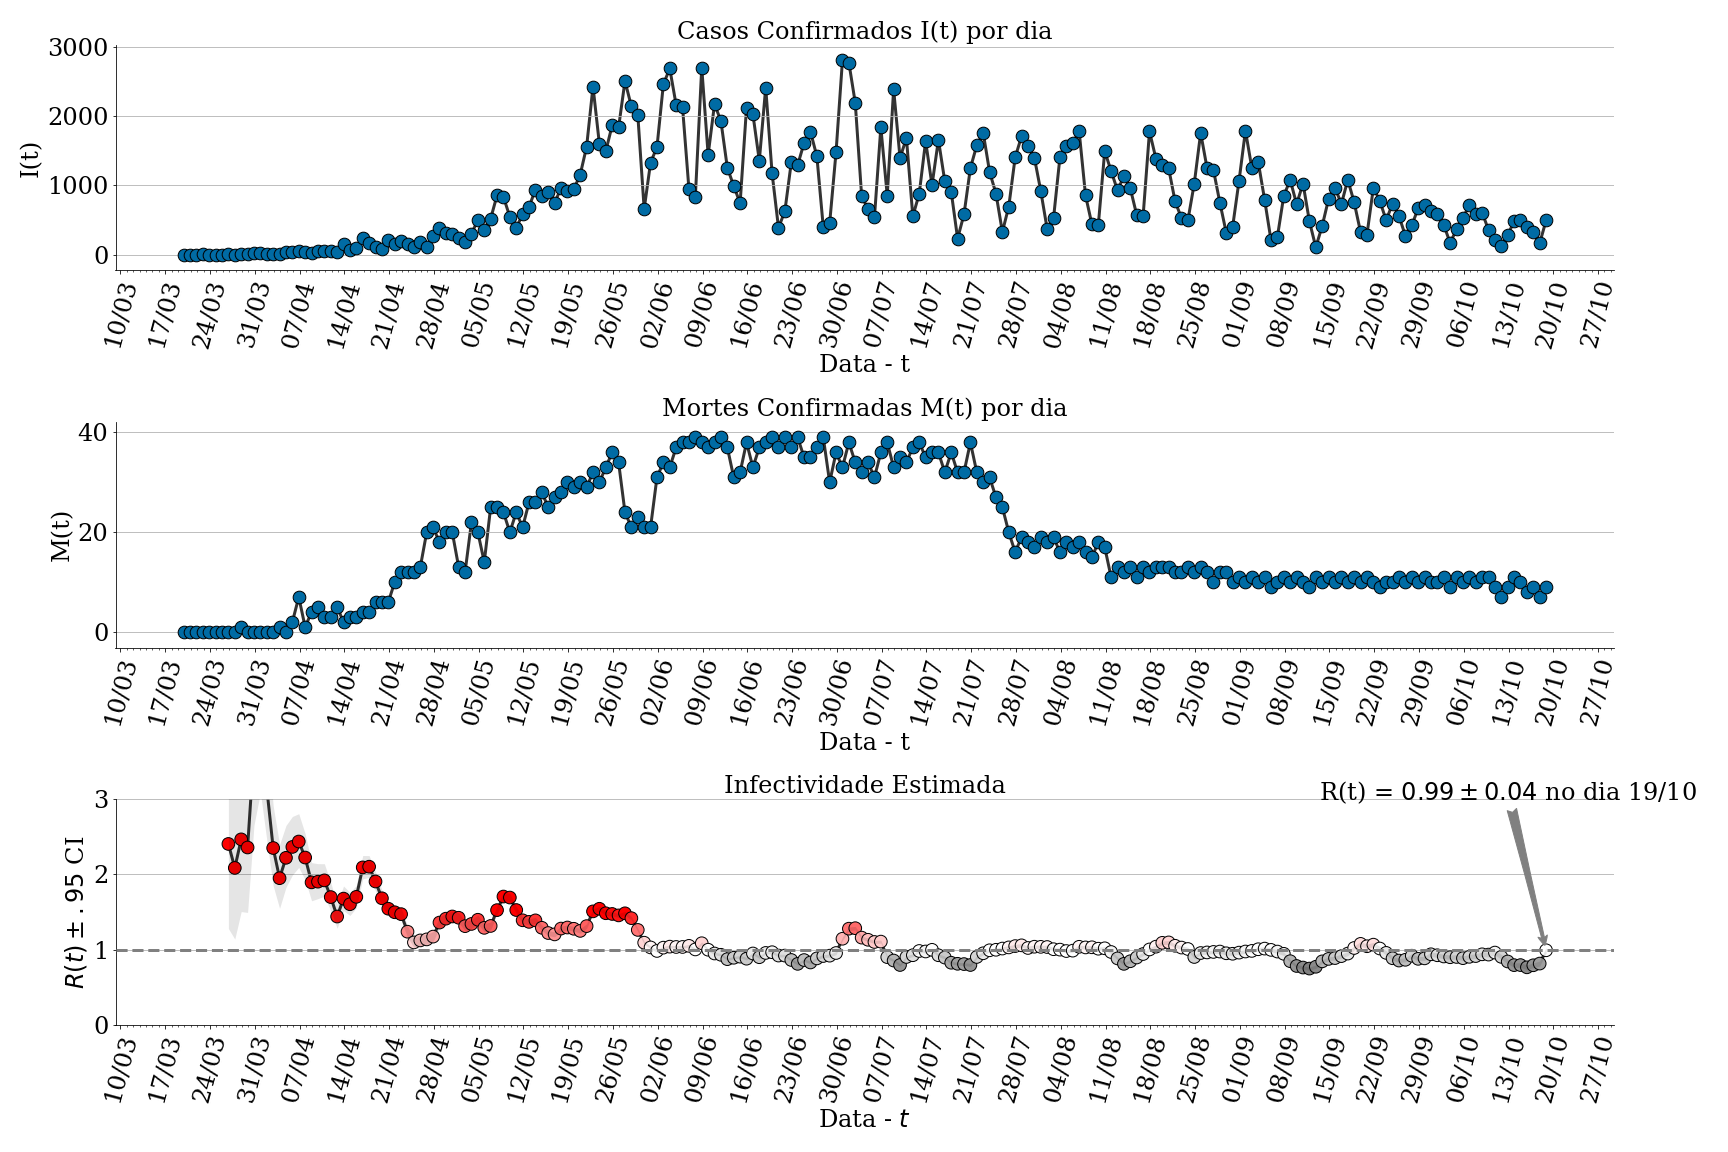 Casos Confirmados I(t) por dia
3000
2000
1000
0
I(t)
10/03 17/03 24/03 31/03 07/04 14/04 21/04 28/04 05/05 12/05 19/05 26/05 02/06 09/06 16/06 23/06 30/06 07/07 14/07 21/07 28/07 04/08 11/08 18/08 25/08 01/09 08/09 15/09 22/09 29/09 06/10 13/10 20/10 27/10
Data - t
Mortes Confirmadas M(t) por dia
40
20
0
M(t)
10/03 17/03 24/03 31/03 07/04 14/04 21/04 28/04 05/05 12/05 19/05 26/05 02/06 09/06 16/06 23/06 30/06 07/07 14/07 21/07 28/07 04/08 11/08 18/08 25/08 01/09 08/09 15/09 22/09 29/09 06/10 13/10 20/10 27/10
Data - t
Infectividade Estimada
R(t) = 0.99 ± 0.04 no dia 19/10
3
2
1
0
R(t) ± .95 CI
10/03 17/03 24/03 31/03 07/04 14/04 21/04 28/04 05/05 12/05 19/05 26/05 02/06 09/06 16/06 23/06 30/06 07/07 14/07 21/07 28/07 04/08 11/08 18/08 25/08 01/09 08/09 15/09 22/09 29/09 06/10 13/10 20/10 27/10
Data - t